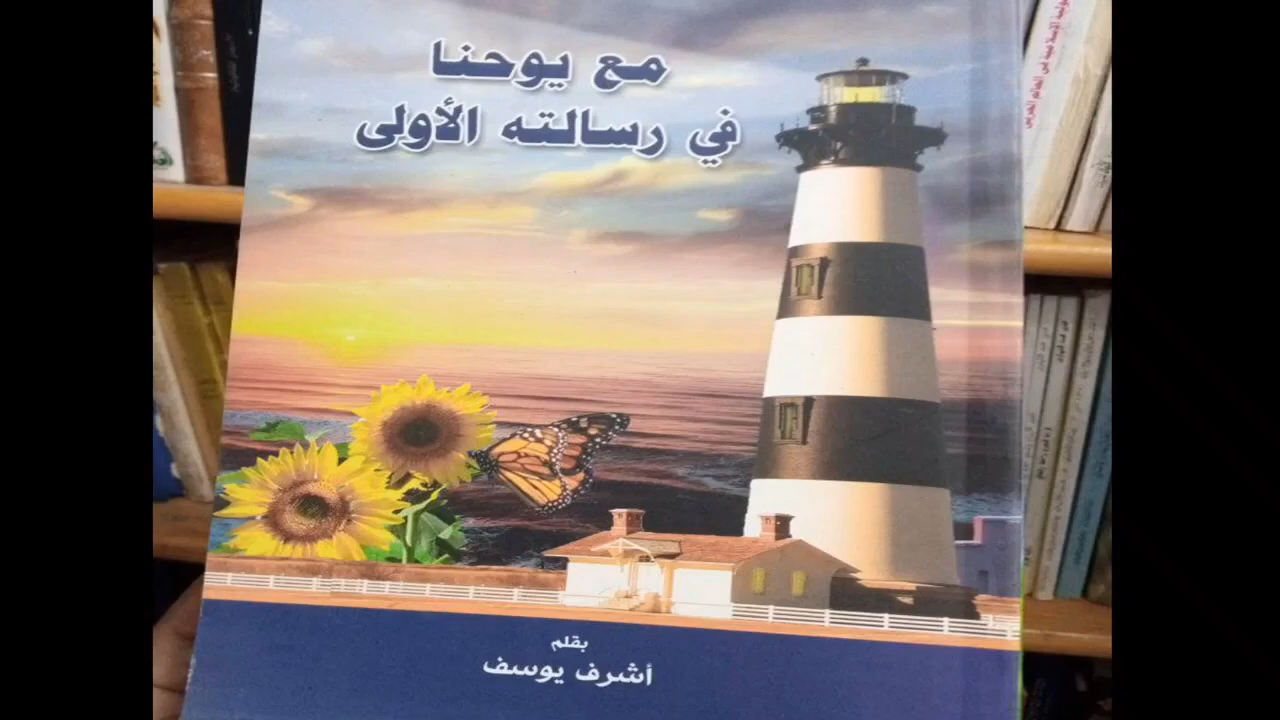 مع يوحنا
في رسالته الأولى
بقلم
أشرف يوسف